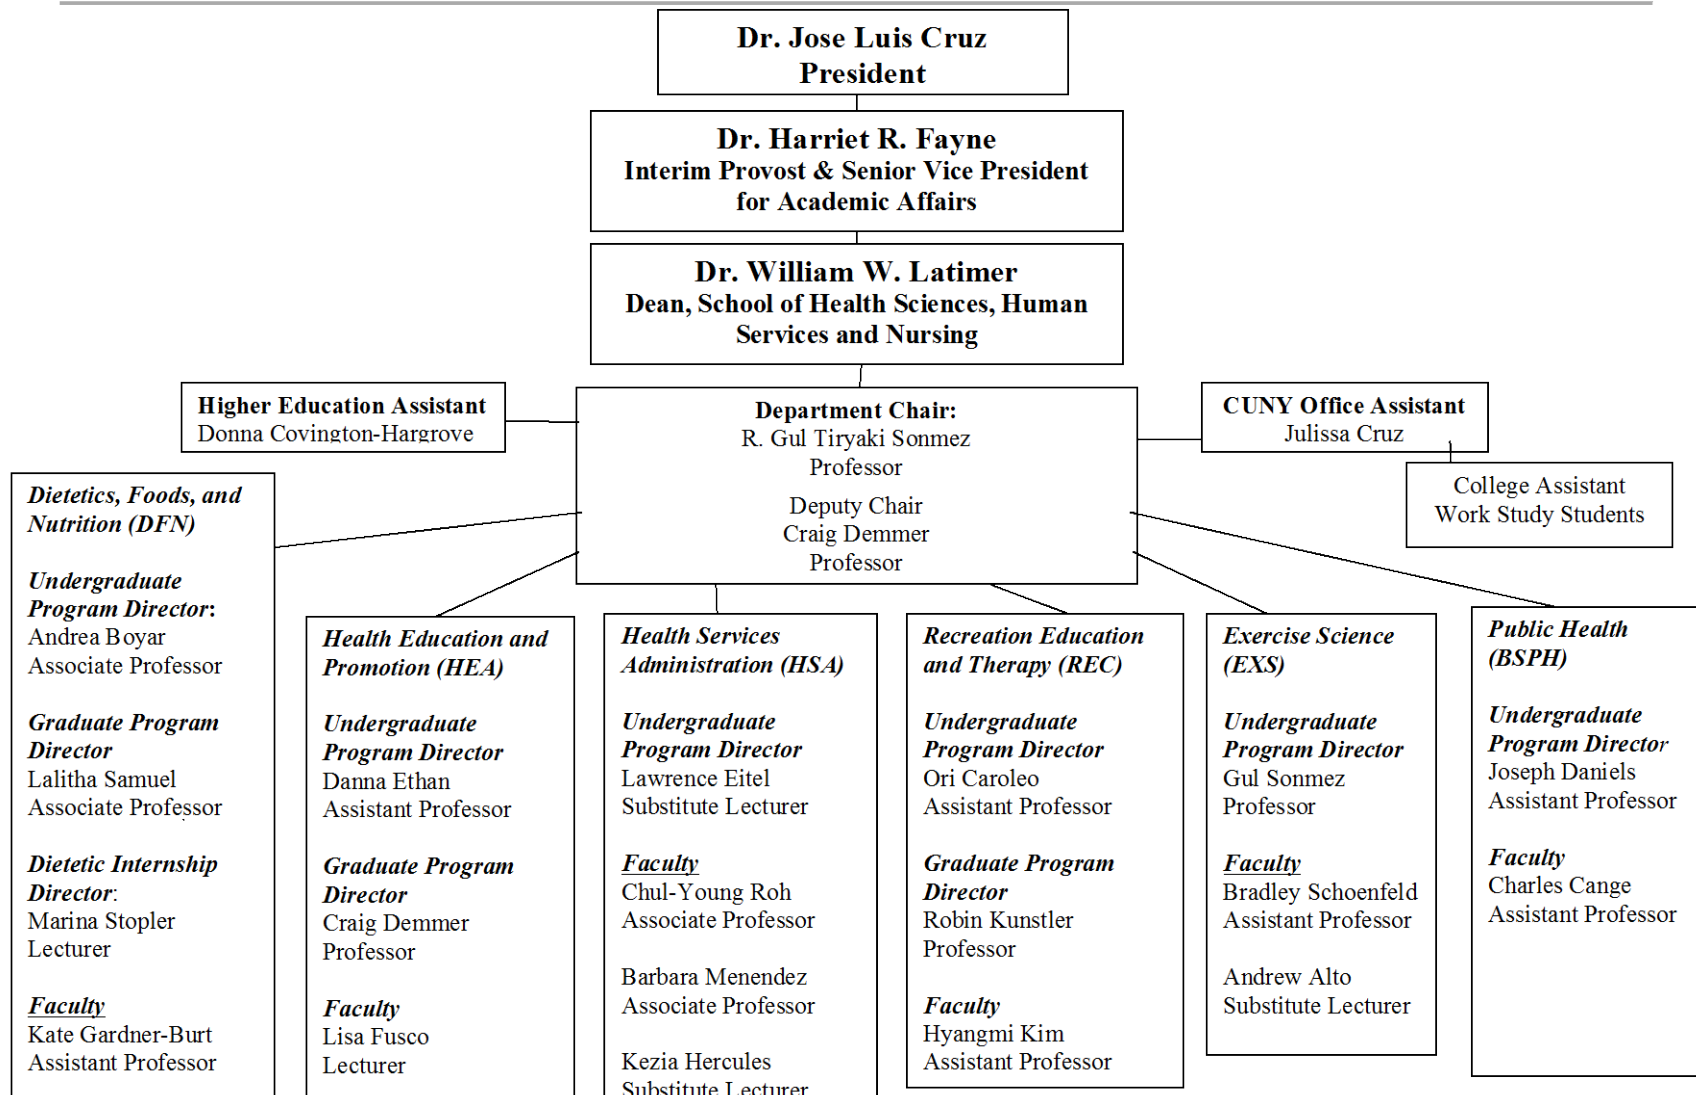 Dr. Jose Luis Cruz
President
Dr. Harriet R. Fayne
Interim Provost & Senior Vice President
for Academic Affairs
Dr. William W. Latimer
Dean, School of Health Sciences, Human
Services and Nursing
Higher Education Assistant
Donna Covington-Hargrove
Department Chair:
R. Gul Tiryaki Sonmez
Professor
Deputy Chair
Craig Demmer
Professor
CUNY Office Assistant
Julissa Cruz
College Assistant
Work Study Students
Dietetics, Foods, and
Nutrition (DFN)
Undergraduate
Program Director:
Andrea Boyar
Associate Professor
Graduate Program
Director
Lalitha Samuel
Associate Professor
Dietetic Internship
Director:
Marina Stopler
Lecturer
Faculty
Kate Gardner-Burt
Assistant Professor
Health Education and
Promotion (HEA)
Undergraduate
Program Director
Danna Ethan
Assistant Professor
Graduate Program
Director
Craig Demmer
Professor
Faculty
Lisa Fusco
Lecturer
Health Services
Administration (HSA)
Undergraduate
Program Director
Lawrence Eitel
Substitute Lecturer
Faculty
Chul-Young Roh
Associate Professor
Barbara Menendez
Associate Professor
Kezia Hercules
Substitute Lecturer
Recreation Education
and Therapy (REC)
Undergraduate
Program Director
Ori Caroleo
Assistant Professor
Graduate Program
Director
Robin Kunstler
Professor
Faculty
Hyangmi Kim
Assistant Professor
Exercise Science
(EXS)
Undergraduate
Program Director
Gul Sonmez
Professor
Faculty
Bradley Schoenfeld
Assistant Professor
Andrew Alto
Substitute Lecturer
Public Health
(BSPH)
Undergraduate
Program Director
Joseph Daniels
Assistant Professor
Faculty
Charles Cange
Assistant Professor